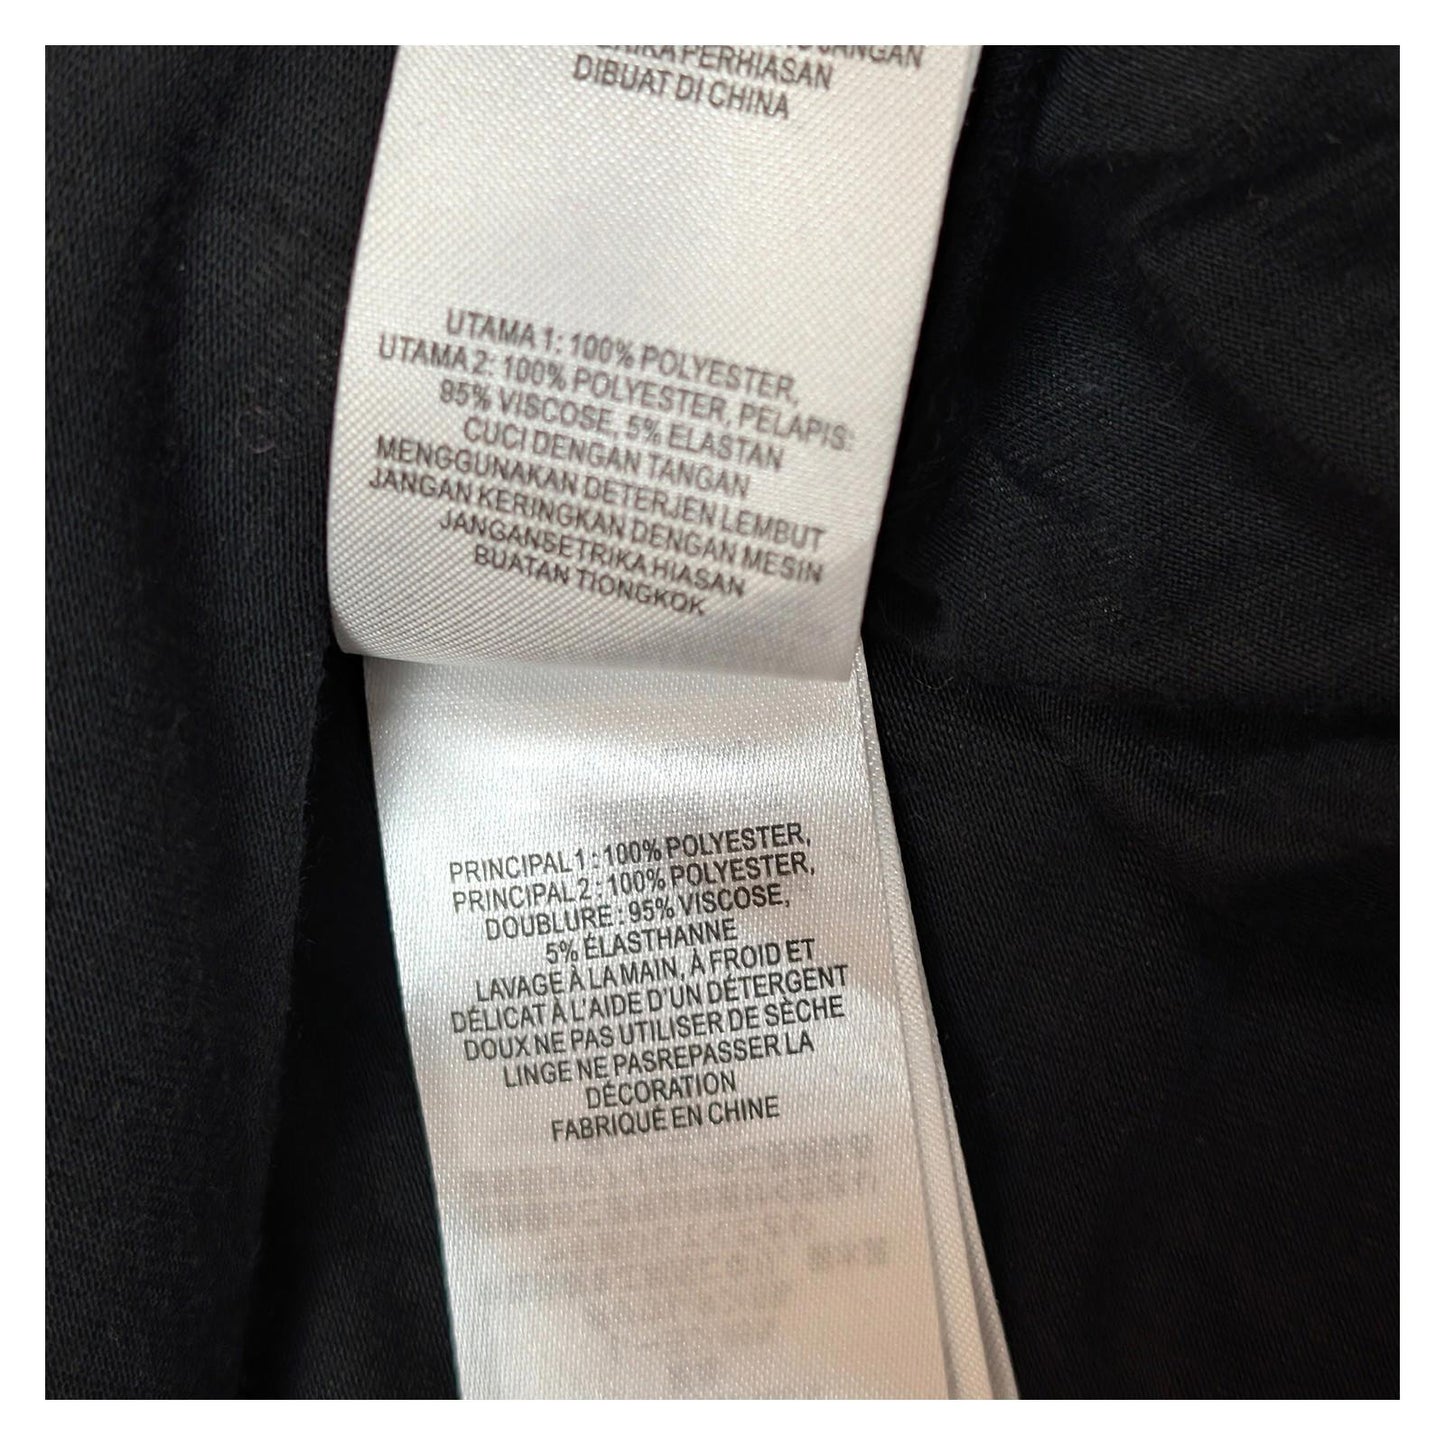 PERHIASAN
DIBUAT DI CHINA
UTAMA 1: 100% POLYESTER,
UTAMA 2: 100% POLYESTER, PELAPIS:
95% VISCOSE, 5% ELASTAN
CUCI DENGAN TANGAN
MENGGUNAKAN DETERJEN LEMBUT
JANGAN KERINGKAN DENGAN MESIN
JANGANSETRIKA HIASAN
BUATAN TIONGKOK
PRINCIPAL 1 : 100% POLYESTER,
PRINCIPAL 2 : 100% POLYESTER,
DOUBLURE : 95% VISCOSE,
5% ÉLASTHANNE
LAVAGE À LA MAIN, À FROID ET
DÉLICAT À L'AIDE D'UN DÉTERGENT
DOUX NE PAS UTILISER DE SÈCHE
LINGE NE PASREPASSER LA
DÉCORATION
FABRIQUÉ EN CHINE